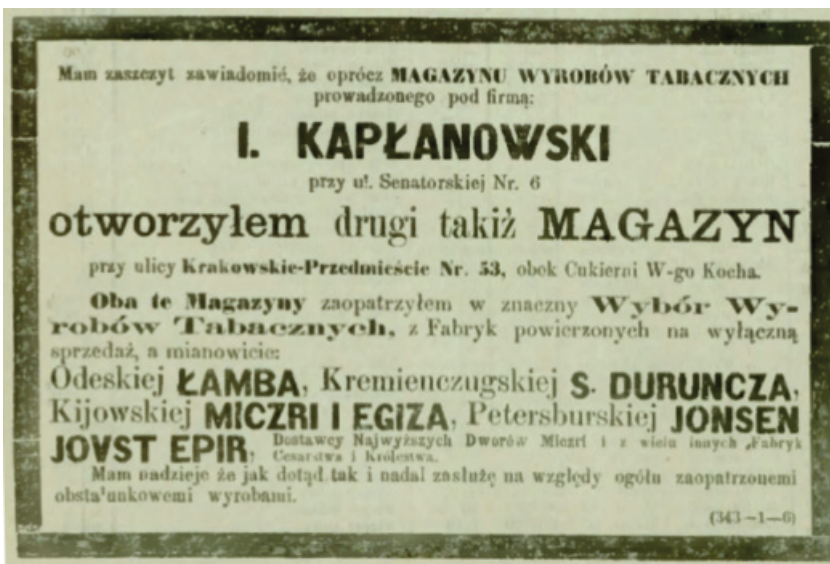 Mam zaszczyt zawiadomić, że oprócz MAGAZYNU WYROBÓW TABACZNYCH
prowadzonego pod firmą:
I. KAPŁANOWSKI
przy ul. Senatorskiej Nr. 6
otworzyłem drugi takiż MAGAZYN
przy ulicy Krakowskie-Przedmieście Nr. 53, obok Cukierni W-go Kocha.
Oba te Magazyny zaopatrzyłem w znaczny Wybór Wy-
robów Tabacznych, z Fabryk powierzonych na wyłączną
sprzedaż, a mianowicie:
Odeskiej ŁAMBA, Kremienczugskiej S. DURUNCZA,
Kijowskiej MICZRI I EGIZA, Petersburskiej JONSEN
JOVST EPIR, Dostawcy Najwyższych Dworów Miczri i z wielu innych Fabryk
Cesarstwa i Królestwa.
Mam nadzieje że jak dotąd tak i nadal zasłużę na względy ogółu zaopatrzonemi
obsta'unkowemi wyrobami.
(343-1-6)